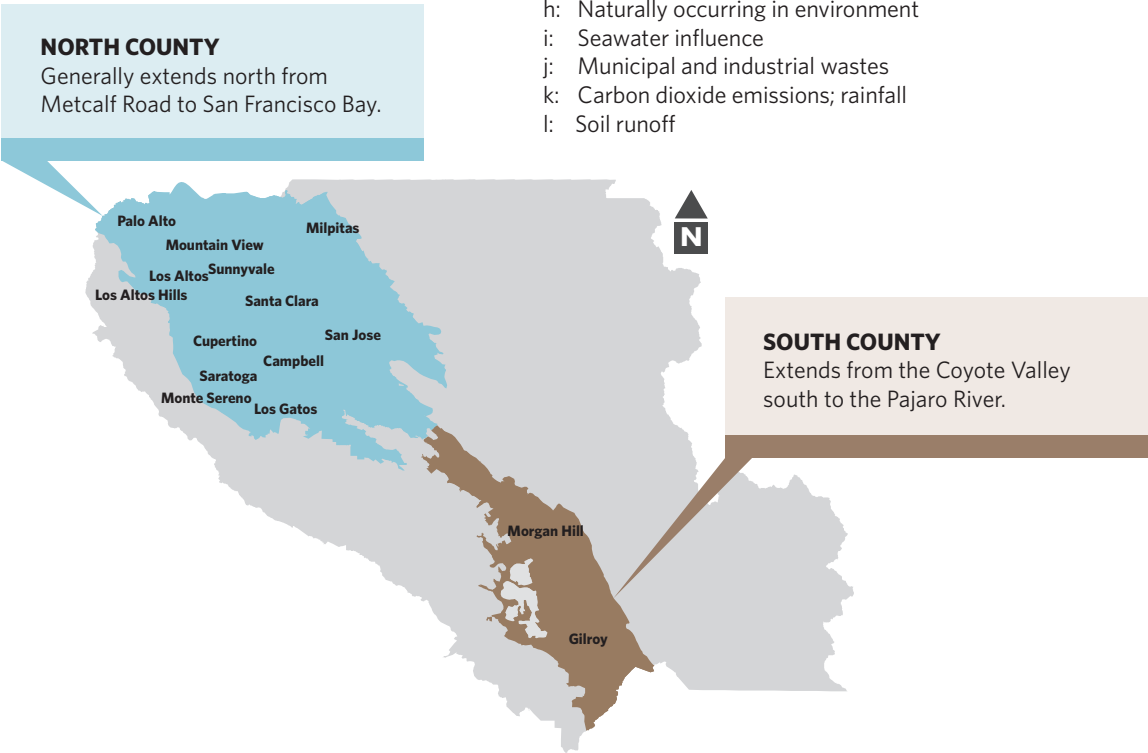 h: Naturally occurring in environment
i: Seawater influence
j: Municipal and industrial wastes
k: Carbon dioxide emissions; rainfall
l: Soil runoff
NORTH COUNTY
Generally extends north from
Metcalf Road to San Francisco Bay.
N
Palo Alto
Milpitas
Mountain View
Los Altos
Sunnyvale
Los Altos Hills
Santa Clara
Cupertino
San Jose
Campbell
Saratoga
Monte Sereno
Los Gatos
SOUTH COUNTY
Extends from the Coyote Valley
south to the Pajaro River.
Morgan Hill
Gilroy